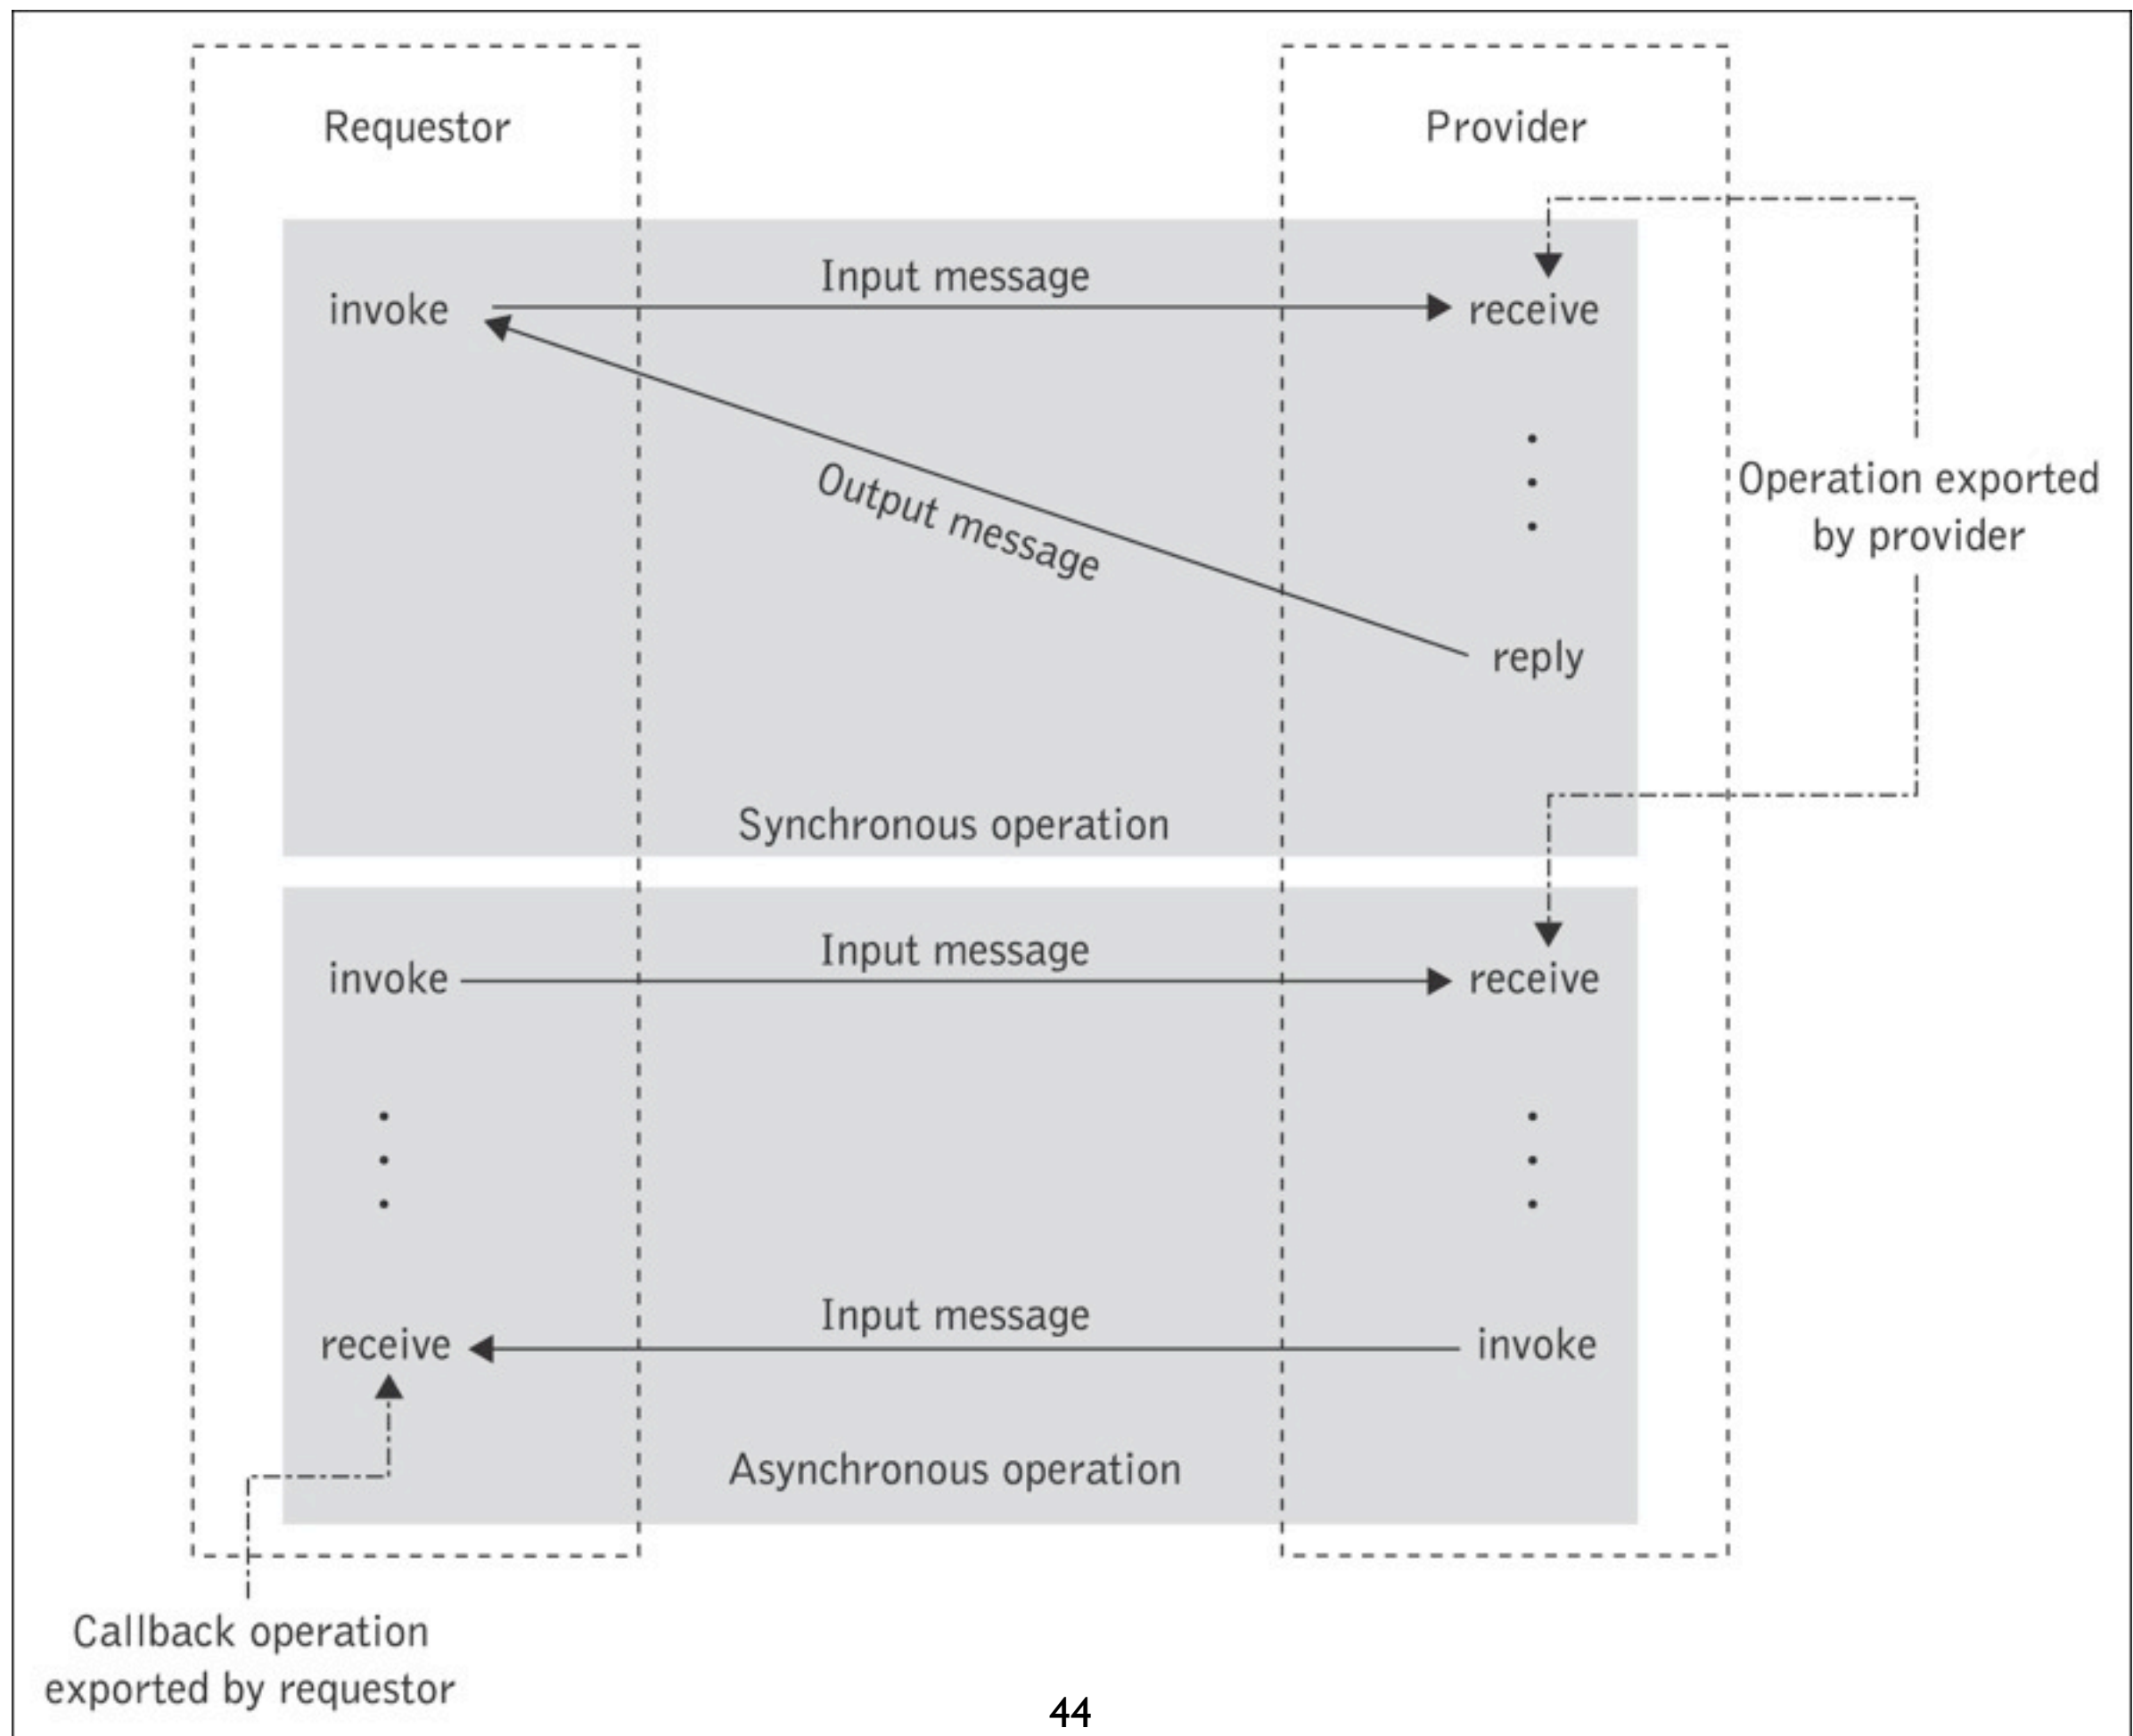 Requestor
Provider
Input message
invoke
receive
Output message
Operation exported
by provider
reply
Synchronous operation
Input message
invoke
receive
Input message
receive
invoke
Asynchronous operation
Callback operation
exported by requestor
44